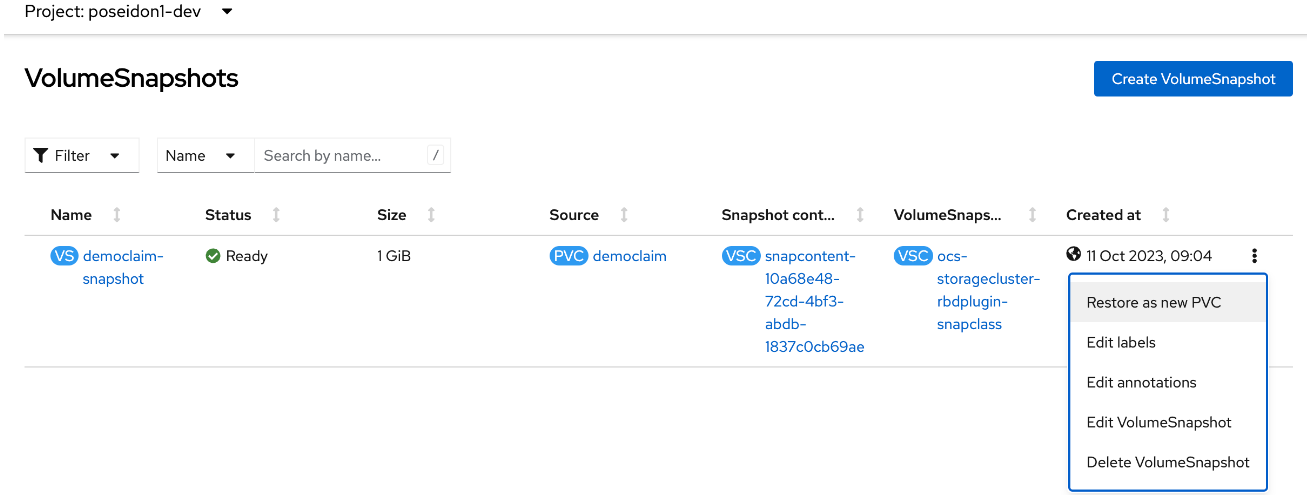 Project: poseidon1-dev
VolumeSnapshots
Create VolumeSnapshot
Filter
Name
Search by name...
/
Name Status Size Source Snapshot cont... VolumeSnaps... Created at
VS democlaim-snapshot
Ready
1 GiB
PVC democlaim
VSC snapcontent-
10a68e48-
72cd-4bf3-
abdb-
1837c0cb69ae
VSC ocs-
storagecluster-
rbdplugin-
snapclass
11 Oct 2023, 09:04
Restore as new PVC
Edit labels
Edit annotations
Edit VolumeSnapshot
Delete VolumeSnapshot